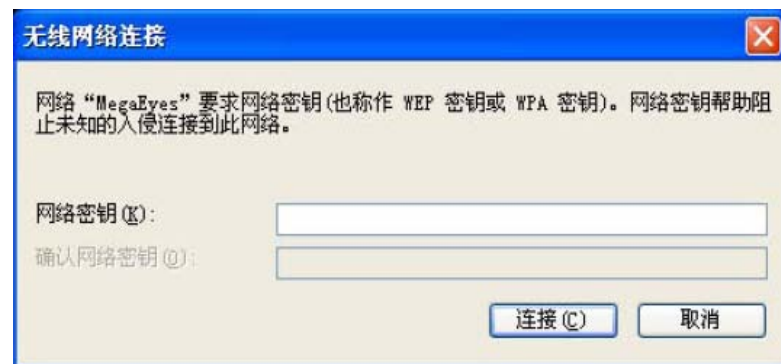 无线网络连接
网络“MegaEyes”要求网络密钥(也称作 WEP 密钥或 WPA 密钥)。网络密钥帮助阻
止未知的入侵连接到此网络。
网络密钥(K):
确认网络密钥(O):
连接(C) 取消